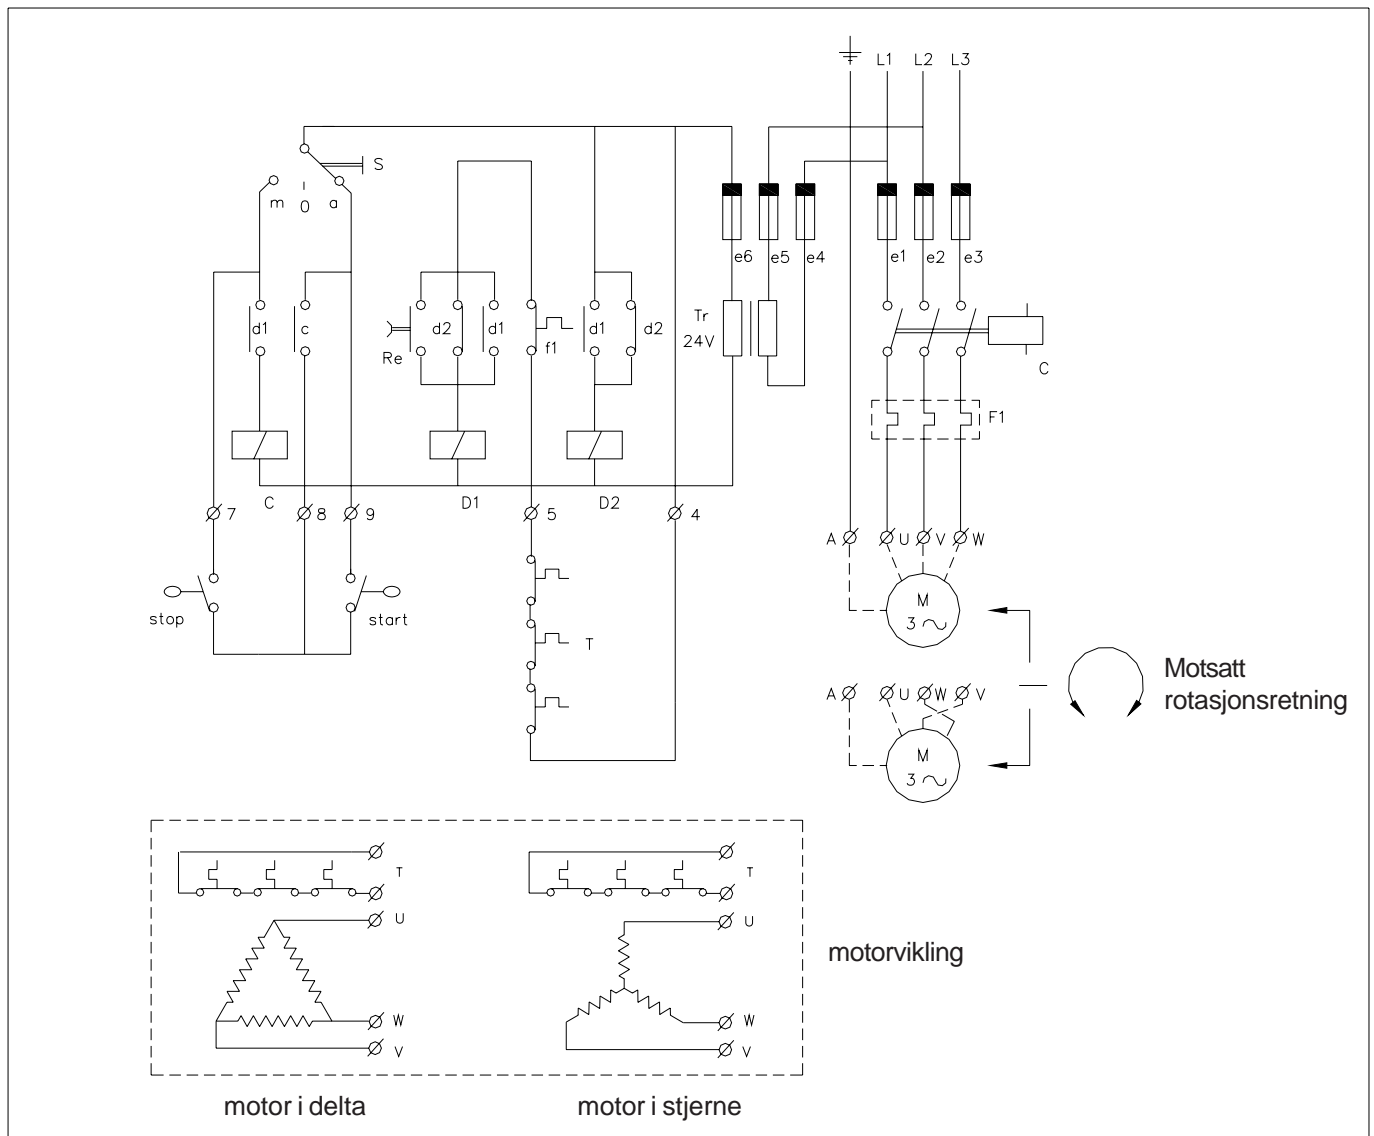 L1 L2 L3
S
m 0 a
e6 e5 e4 e1 e2 e3
d1 c d2 d1 d1 d2
Re f1
Tr
24V
C
F1
C D1 D2
7 8 9 5 4
A U V W
stop start
T
M
3
Motsatt
rotasjonsretning
A U W V
M
3
T T
U U
motorvikling
W W
V V
motor i delta motor i stjerne